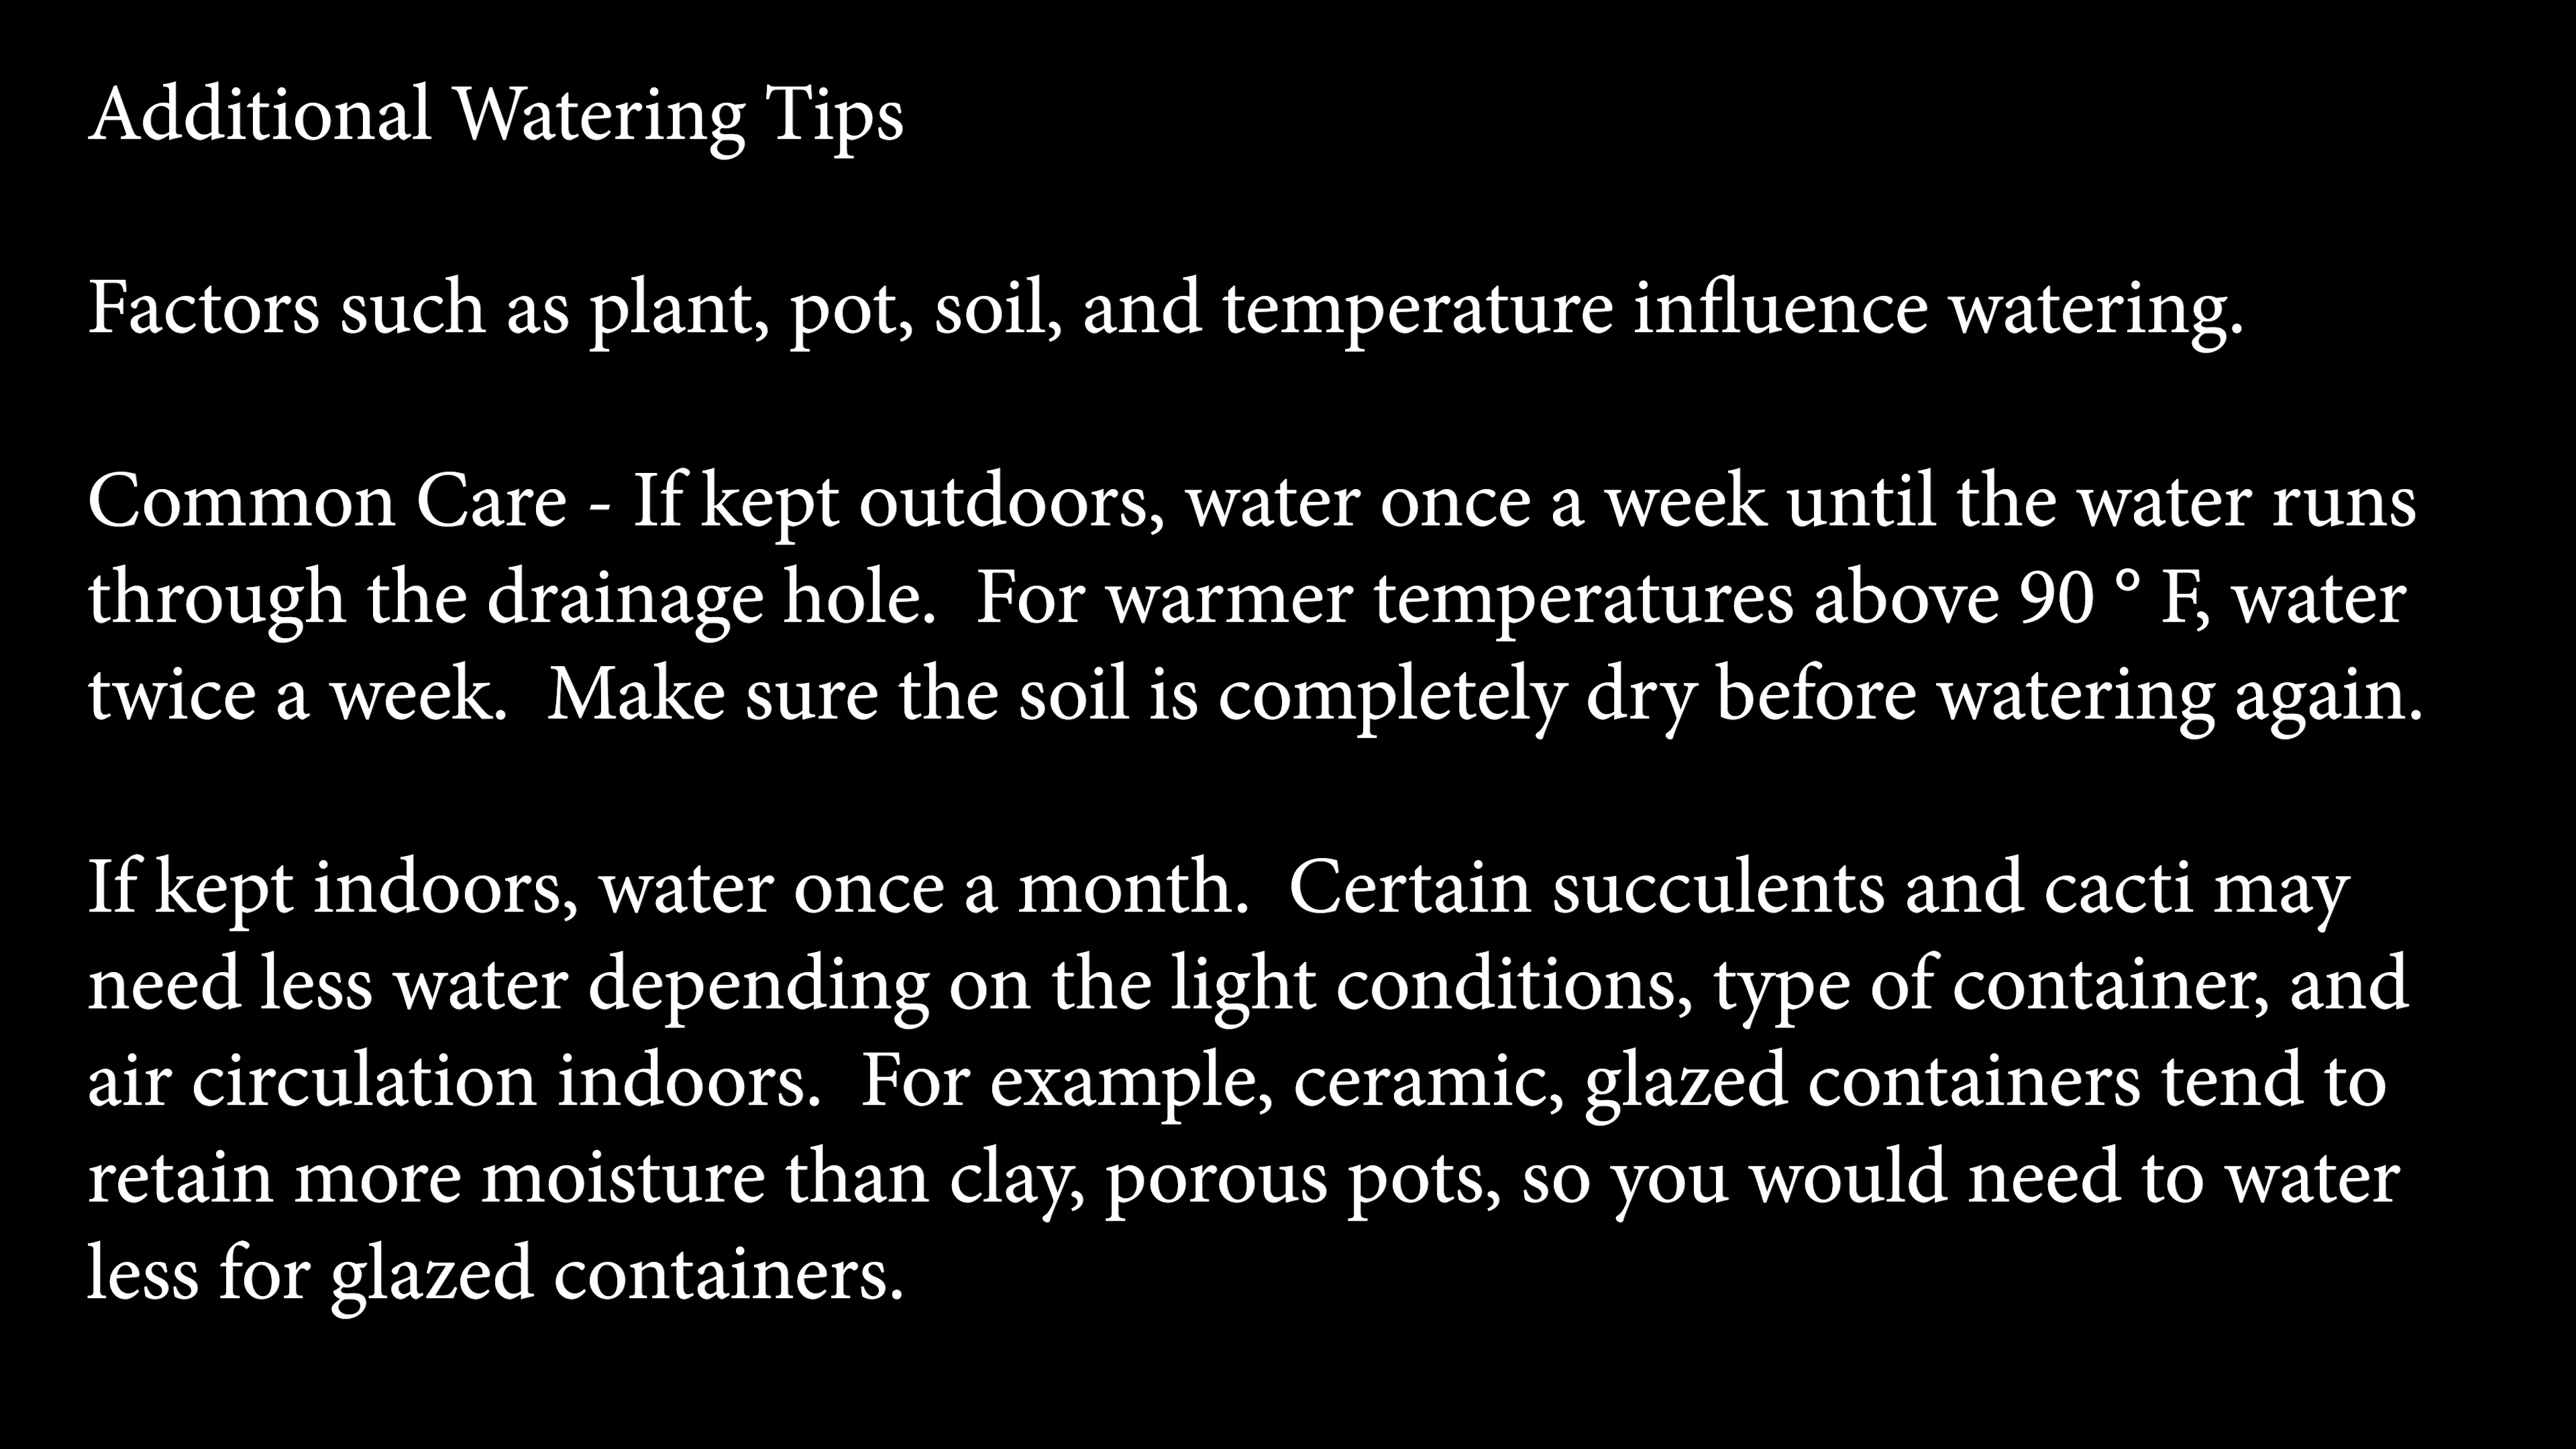 Additional Watering Tips
Factors such as plant, pot, soil, and temperature influence watering.
Common Care - If kept outdoors, water once a week until the water runs
through the drainage hole.  For warmer temperatures above 90 ° F, water
twice a week.  Make sure the soil is completely dry before watering again.
If kept indoors, water once a month.  Certain succulents and cacti may
need less water depending on the light conditions, type of container, and
air circulation indoors.  For example, ceramic, glazed containers tend to
retain more moisture than clay, porous pots, so you would need to water
less for glazed containers.